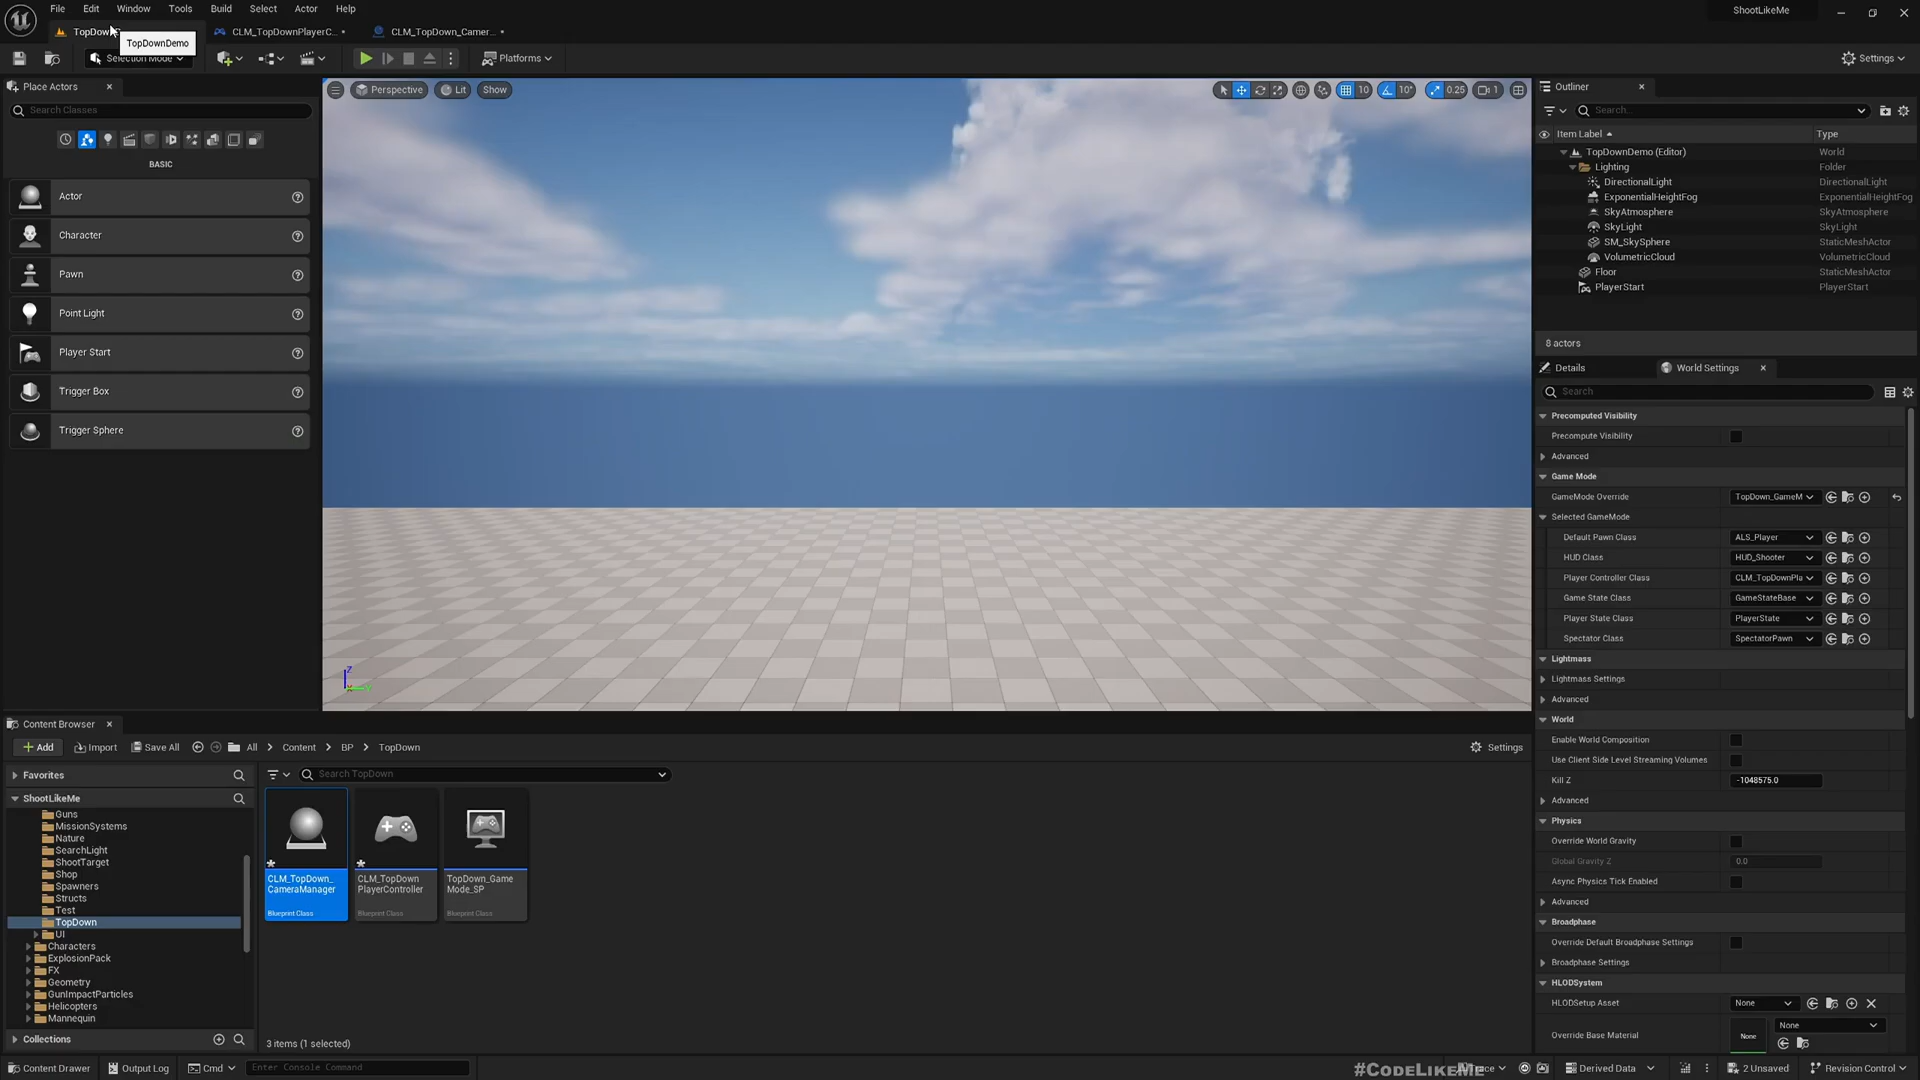 File Edit Window Tools Build Select Actor Help
ShootLikeMe
TopDown
CLM_TopDownPlayerC...
CLM_TopDown_Camer...
TopDownDemo
Selection Mode
Platforms
Settings
Place Actors
Search Classes
BASIC
Actor
Character
Pawn
Point Light
Player Start
Trigger Box
Trigger Sphere
Perspective
Lit
Show
10
10°
0.25
1
Z
Outliner
Search...
Item Label
Type
TopDownDemo (Editor) World
Lighting Folder
DirectionalLight DirectionalLight
ExponentialHeightFog ExponentialHeightFog
SkyAtmosphere SkyAtmosphere
SkyLight SkyLight
SM_SkySphere StaticMeshActor
VolumetricCloud VolumetricCloud
Floor StaticMeshActor
PlayerStart PlayerStart
8 actors
Details
World Settings
Search
Precomputed Visibility
Precompute Visibility
Advanced
Game Mode
GameMode Override TopDown_GameM
Selected GameMode
Default Pawn Class ALS_Player
HUD Class HUD_Shooter
Player Controller Class CLM_TopDownPla
Game State Class GameStateBase
Player State Class PlayerState
Spectator Class SpectatorPawn
Lightmass
Lightmass Settings
Advanced
World
Enable World Composition
Use Client Side Level Streaming Volumes
Kill Z -1048575.0
Advanced
Physics
Override World Gravity
Global Gravity Z 0.0
Async Physics Tick Enabled
Advanced
Broadphase
Override Default Broadphase Settings
Broadphase Settings
HLODSystem
HLODSetup Asset None
Override Base Material None None
Content Browser
Add
Import
Save All
All
Content
BP
TopDown
Settings
Favorites
Search TopDown
ShootLikeMe
Guns
MissionSystems
Nature
SearchLight
ShootTarget
Shop
Spawners
Structs
Test
TopDown
UI
Characters
ExplosionPack
FX
Geometry
GunImpactParticles
Helicopters
Mannequin
Collections
CLM_TopDown_
CameraManager
Blueprint Class
CLM_TopDown
PlayerController
Blueprint Class
TopDown_Game
Mode_SP
Blueprint Class
3 items (1 selected)
Content Drawer
Output Log
Cmd
Enter Console Command
#CodeLikeMe
Trace
Derived Data
2 Unsaved
Revision Control